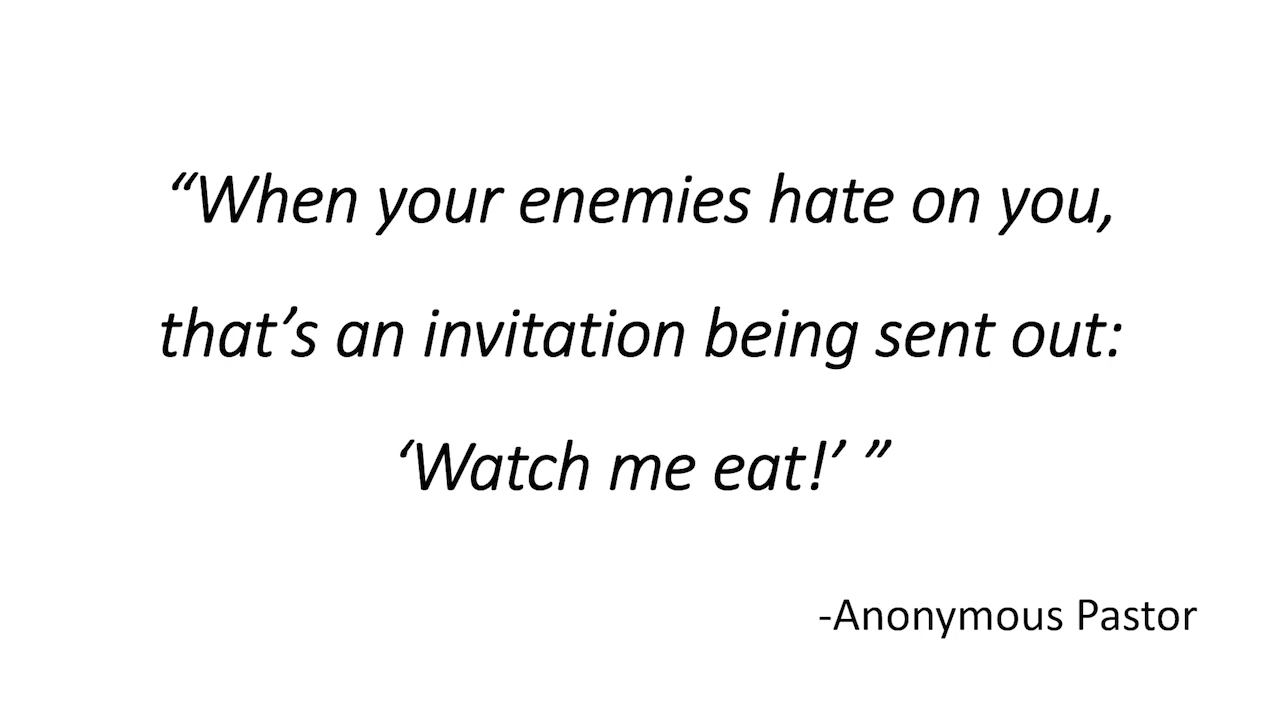 “When your enemies hate on you,
that’s an invitation being sent out:
‘Watch me eat!’ ”
-Anonymous Pastor